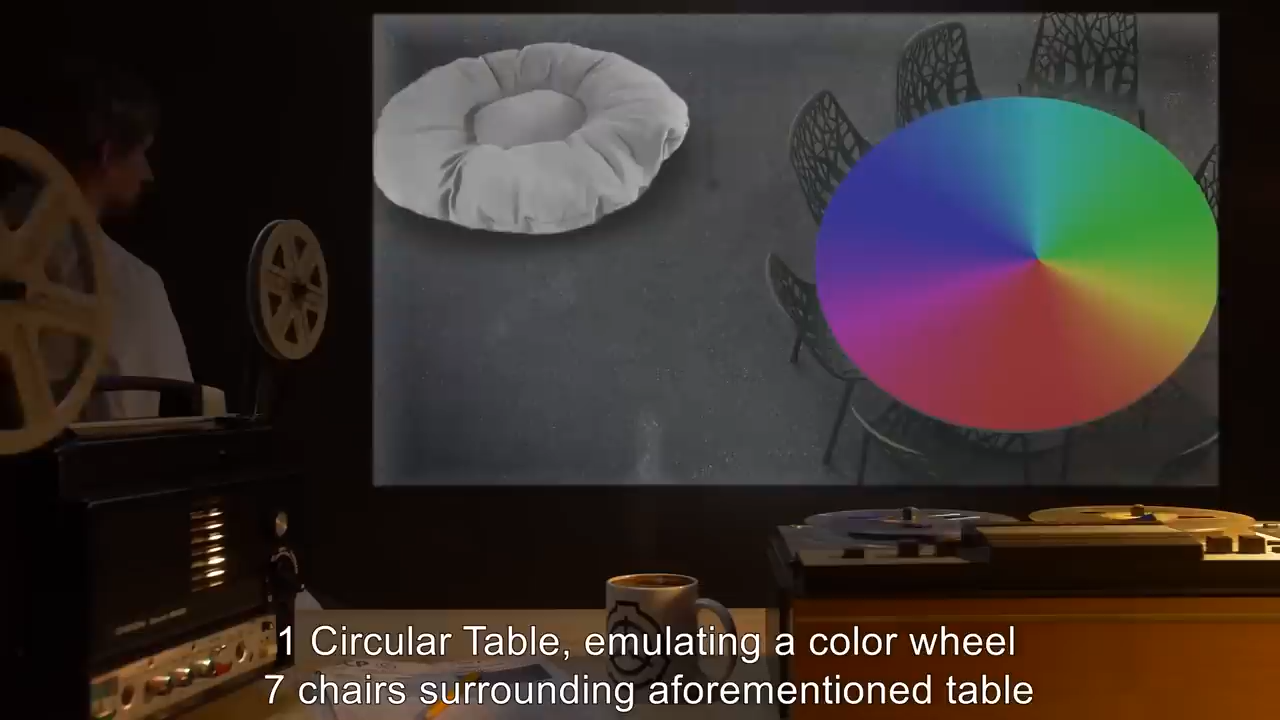 1 Circular Table, emulating a color wheel
7 chairs surrounding aforementioned table